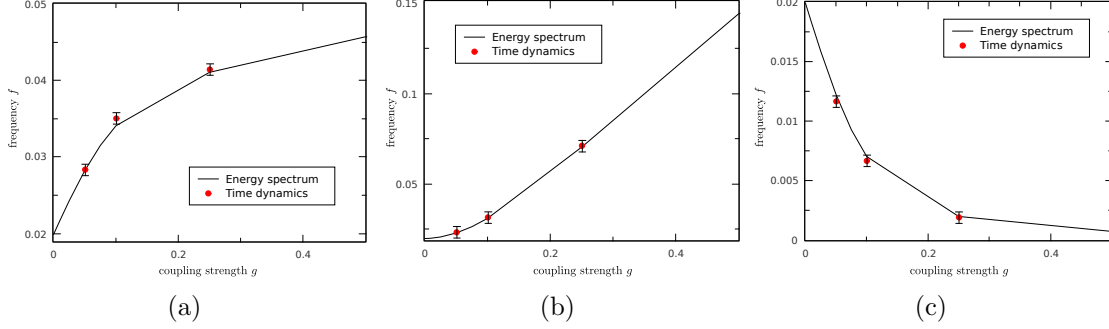 0.05
0.04
0.03
0.02
frequency f
Energy spectrum
Time dynamics
0
0.2
0.4
coupling strength g
(a)
0.15
0.1
0.05
frequency f
Energy spectrum
Time dynamics
0
0.2
0.4
coupling strength g
(b)
0.02
0.015
0.01
0.005
0
frequency f
Energy spectrum
Time dynamics
0
0.2
0.4
coupling strength g
(c)